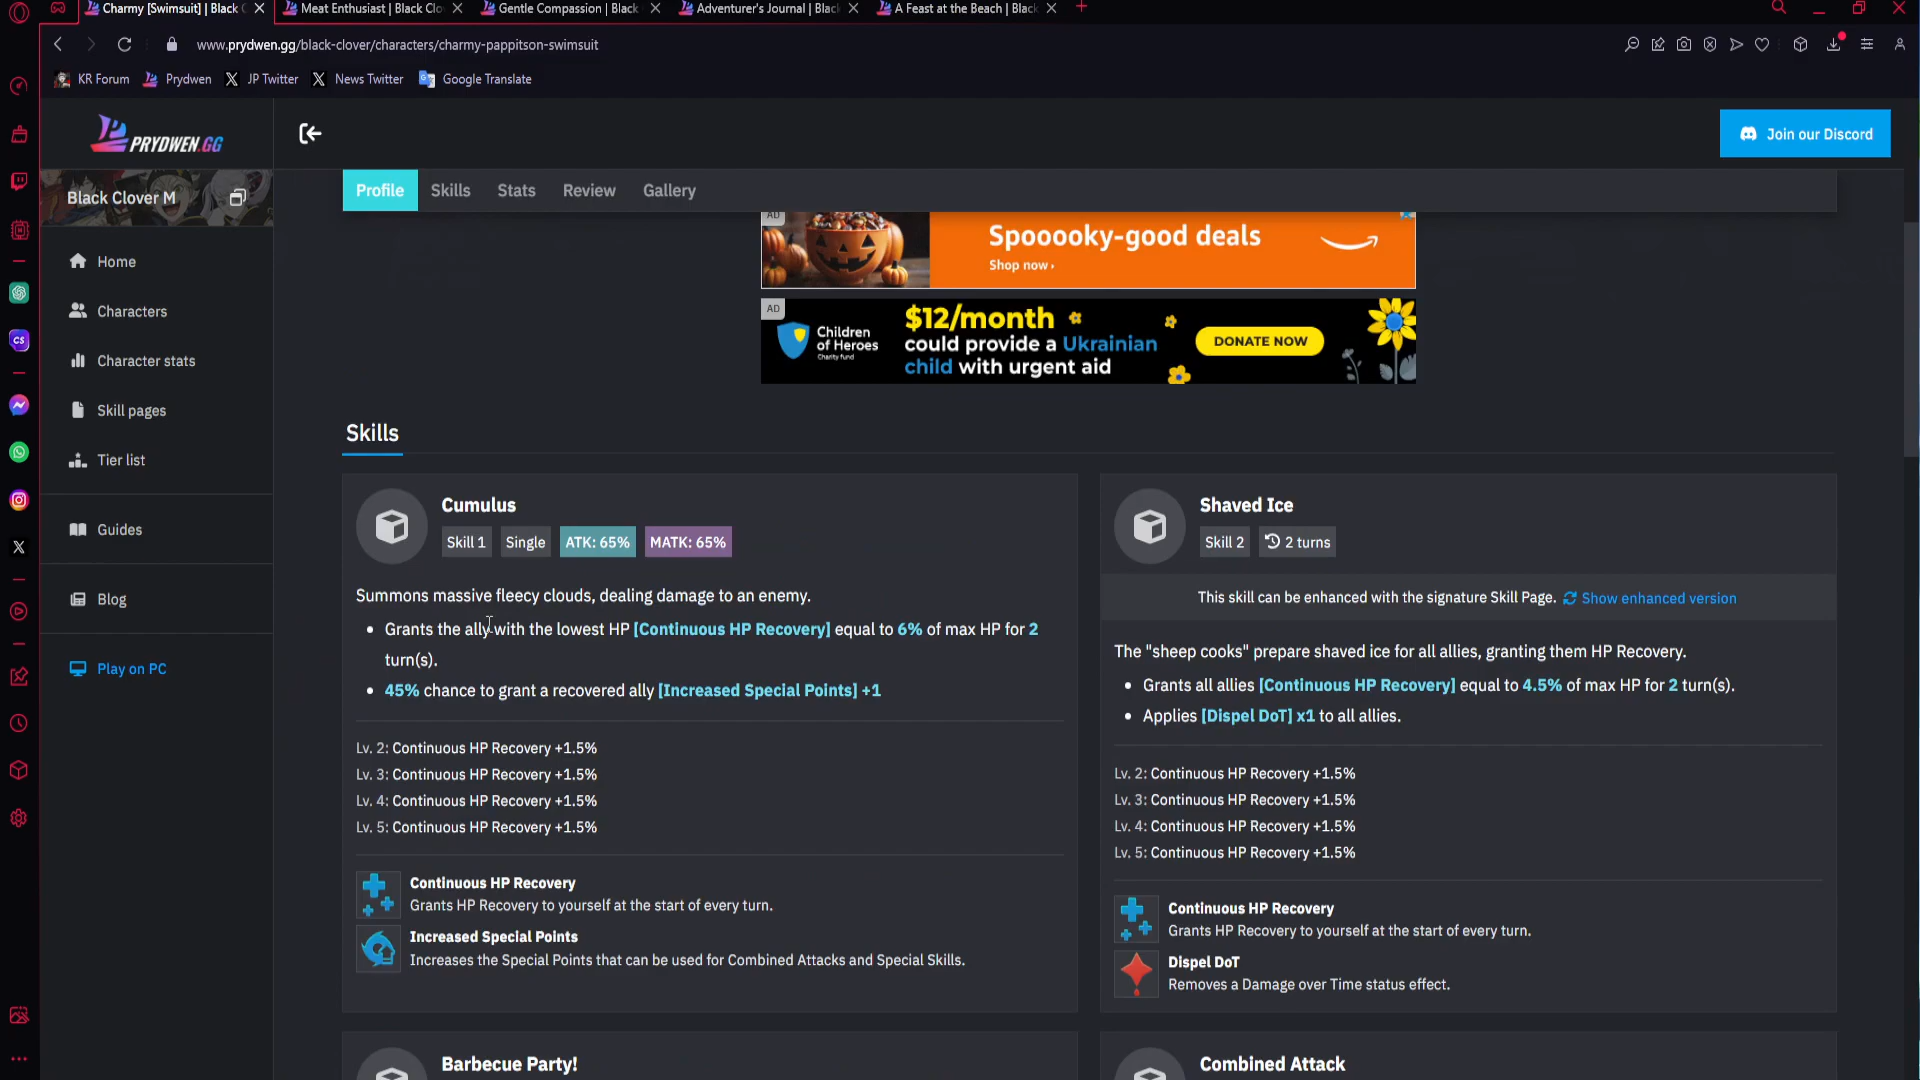 Charmy [Swimsuit] | Black C
Meat Enthusiast | Black Clo
Gentle Compassion | Black
Adventurer's Journal | Black
A Feast at the Beach | Black
www.prydwen.gg/black-clover/characters/charmy-pappitson-swimsuit
KR Forum
Prydwen
JP Twitter
News Twitter
Google Translate
PRYDWEN.GG
Join our Discord
Black Clover M
Profile
Skills
Stats
Review
Gallery
Home
Characters
Character stats
Skill pages
Tier list
Guides
Blog
Play on PC
CS
AD
Spooooky-good deals
Shop now ›
AD
Children
of Heroes
Charity fund
$12/month
could provide a Ukrainian
child with urgent aid
DONATE NOW
Skills
Cumulus
Skill 1
Single
ATK: 65%
MATK: 65%
Summons massive fleecy clouds, dealing damage to an enemy.
• Grants the ally with the lowest HP [Continuous HP Recovery] equal to 6% of max HP for 2
turn(s).
• 45% chance to grant a recovered ally [Increased Special Points] +1
Lv. 2: Continuous HP Recovery +1.5%
Lv. 3: Continuous HP Recovery +1.5%
Lv. 4: Continuous HP Recovery +1.5%
Lv. 5: Continuous HP Recovery +1.5%
Continuous HP Recovery
Grants HP Recovery to yourself at the start of every turn.
Increased Special Points
Increases the Special Points that can be used for Combined Attacks and Special Skills.
Shaved Ice
Skill 2
2 turns
This skill can be enhanced with the signature Skill Page. Show enhanced version
The "sheep cooks" prepare shaved ice for all allies, granting them HP Recovery.
• Grants all allies [Continuous HP Recovery] equal to 4.5% of max HP for 2 turn(s).
• Applies [Dispel DoT] x1 to all allies.
Lv. 2: Continuous HP Recovery +1.5%
Lv. 3: Continuous HP Recovery +1.5%
Lv. 4: Continuous HP Recovery +1.5%
Lv. 5: Continuous HP Recovery +1.5%
Continuous HP Recovery
Grants HP Recovery to yourself at the start of every turn.
Dispel DoT
Removes a Damage over Time status effect.
Barbecue Party!
Combined Attack